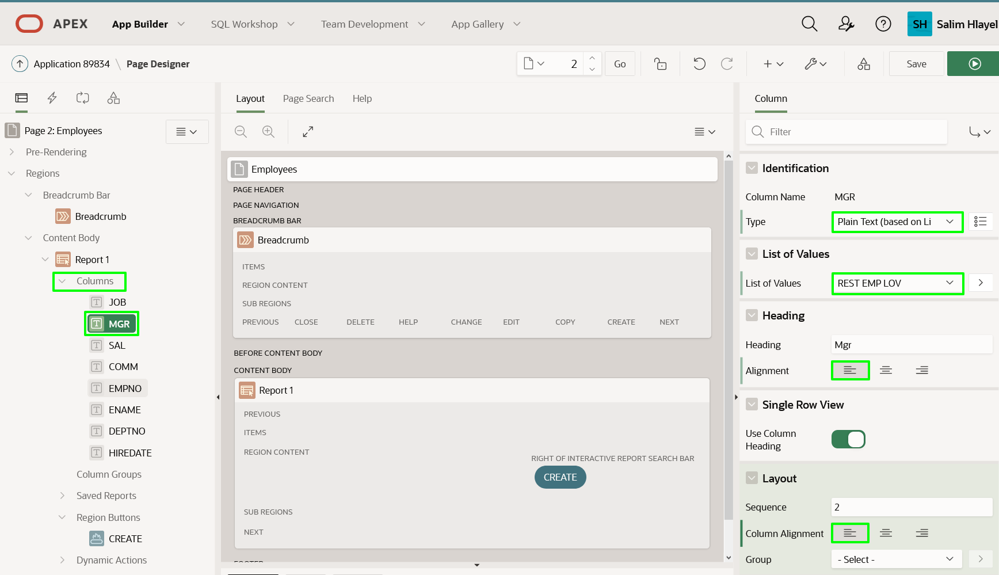 APEX App Builder SQL Workshop Team Development App Gallery SH Salim Hlayel
Application 89834 \ Page Designer 2 Go Save
Layout Page Search Help
Column
Page 2: Employees
Filter
Pre-Rendering
Regions
Breadcrumb Bar
Breadcrumb
Content Body
Report 1
Columns
JOB
MGR
SAL
COMM
EMPNO
ENAME
DEPTNO
HIREDATE
Column Groups
Saved Reports
Region Buttons
CREATE
Dynamic Actions
Employees
PAGE HEADER
PAGE NAVIGATION
BREADCRUMB BAR
Breadcrumb
ITEMS
REGION CONTENT
SUB REGIONS
PREVIOUS CLOSE DELETE HELP CHANGE EDIT COPY CREATE NEXT
BEFORE CONTENT BODY
CONTENT BODY
Report 1
PREVIOUS
ITEMS
REGION CONTENT
RIGHT OF INTERACTIVE REPORT SEARCH BAR
CREATE
SUB REGIONS
NEXT
FOOTER
Identification
Column Name MGR
Type Plain Text (based on Li
List of Values
List of Values REST EMP LOV
Heading
Heading Mgr
Alignment
Single Row View
Use Column
Heading
Layout
Sequence 2
Column Alignment
Group - Select -